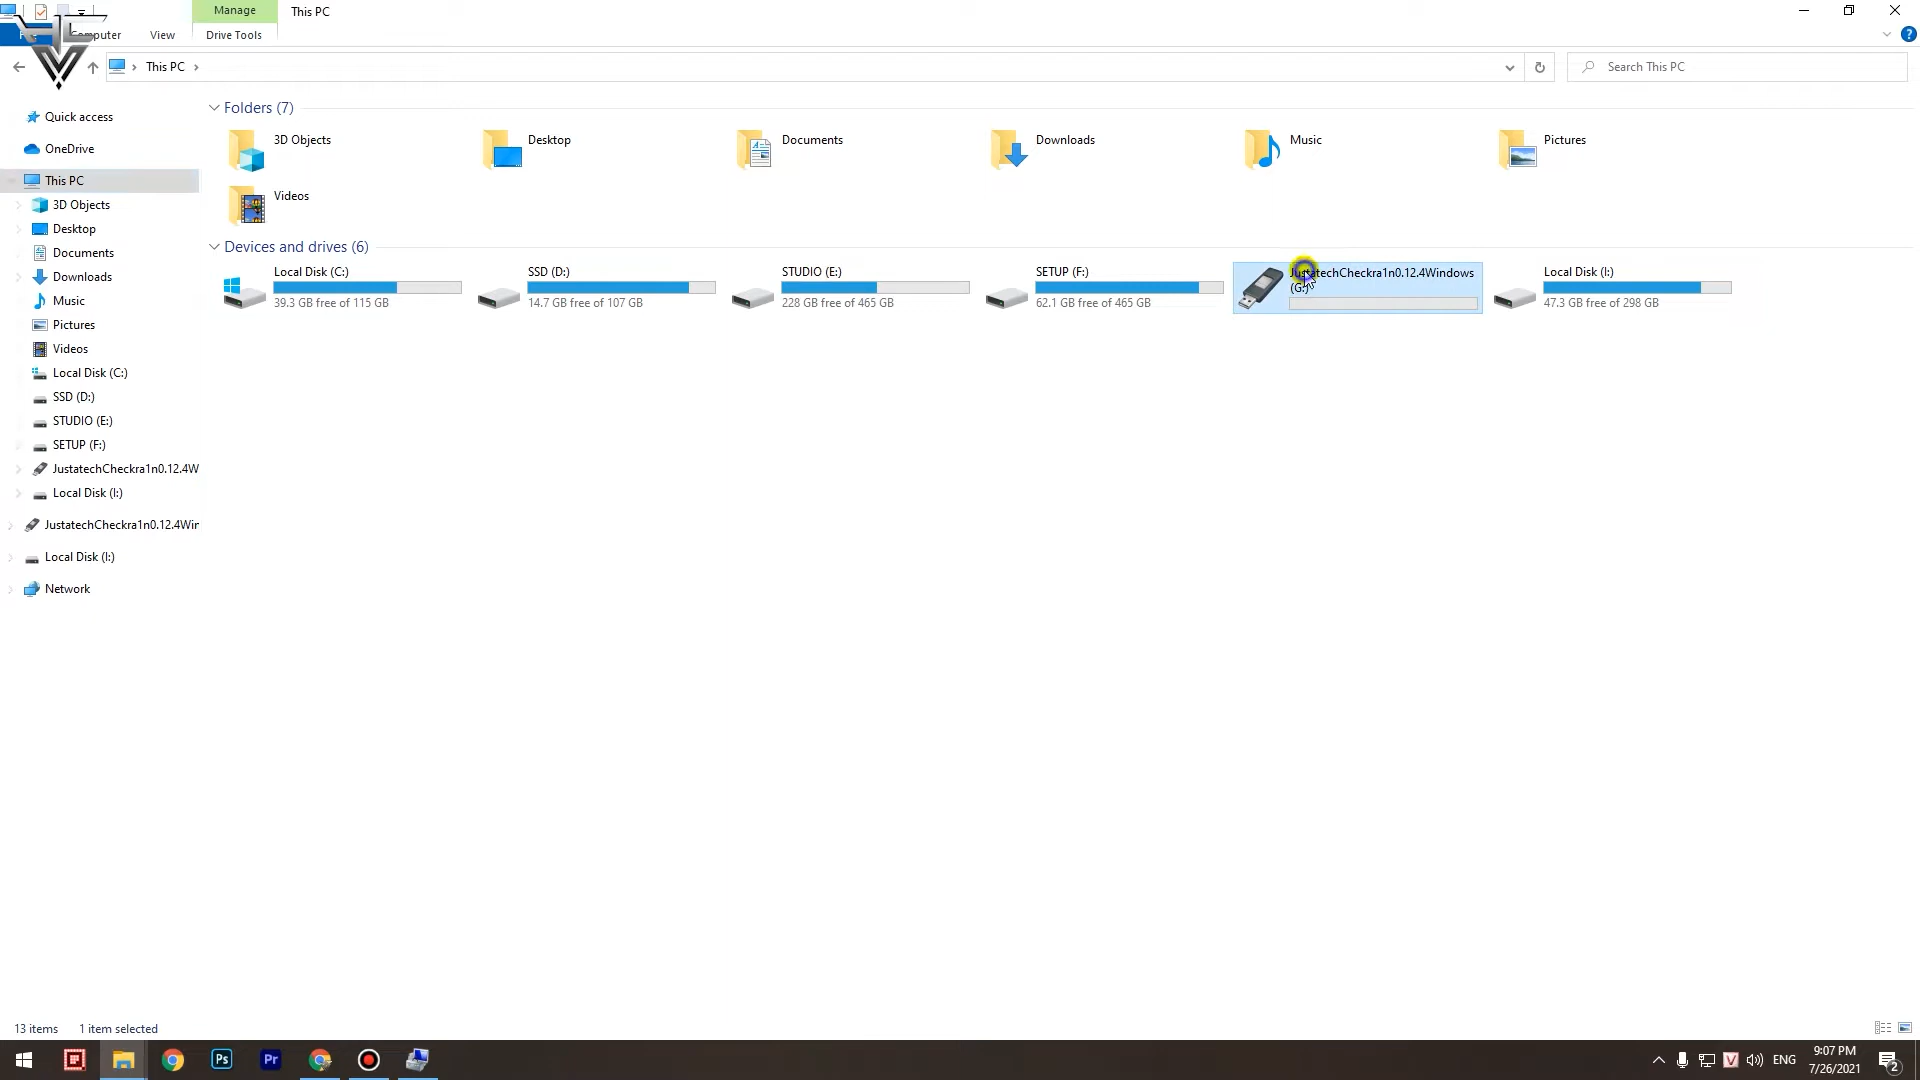 Manage
This PC
Computer
View
Drive Tools
This PC
Search This PC
Quick access
OneDrive
This PC
3D Objects
Desktop
Documents
Downloads
Music
Pictures
Videos
Local Disk (C:)
SSD (D:)
STUDIO (E:)
SETUP (F:)
JustatechCheckra1n0.12.4W
Local Disk (I:)
JustatechCheckra1n0.12.4Wir
Local Disk (I:)
Network
Folders (7)
3D Objects
Desktop
Documents
Downloads
Music
Pictures
Videos
Devices and drives (6)
Local Disk (C:)
39.3 GB free of 115 GB
SSD (D:)
14.7 GB free of 107 GB
STUDIO (E:)
228 GB free of 465 GB
SETUP (F:)
62.1 GB free of 465 GB
JustatechCheckra1n0.12.4Windows
(G:)
Local Disk (I:)
47.3 GB free of 298 GB
13 items
1 item selected
Ps
Pr
V
ENG
9:07 PM
7/26/2021
2